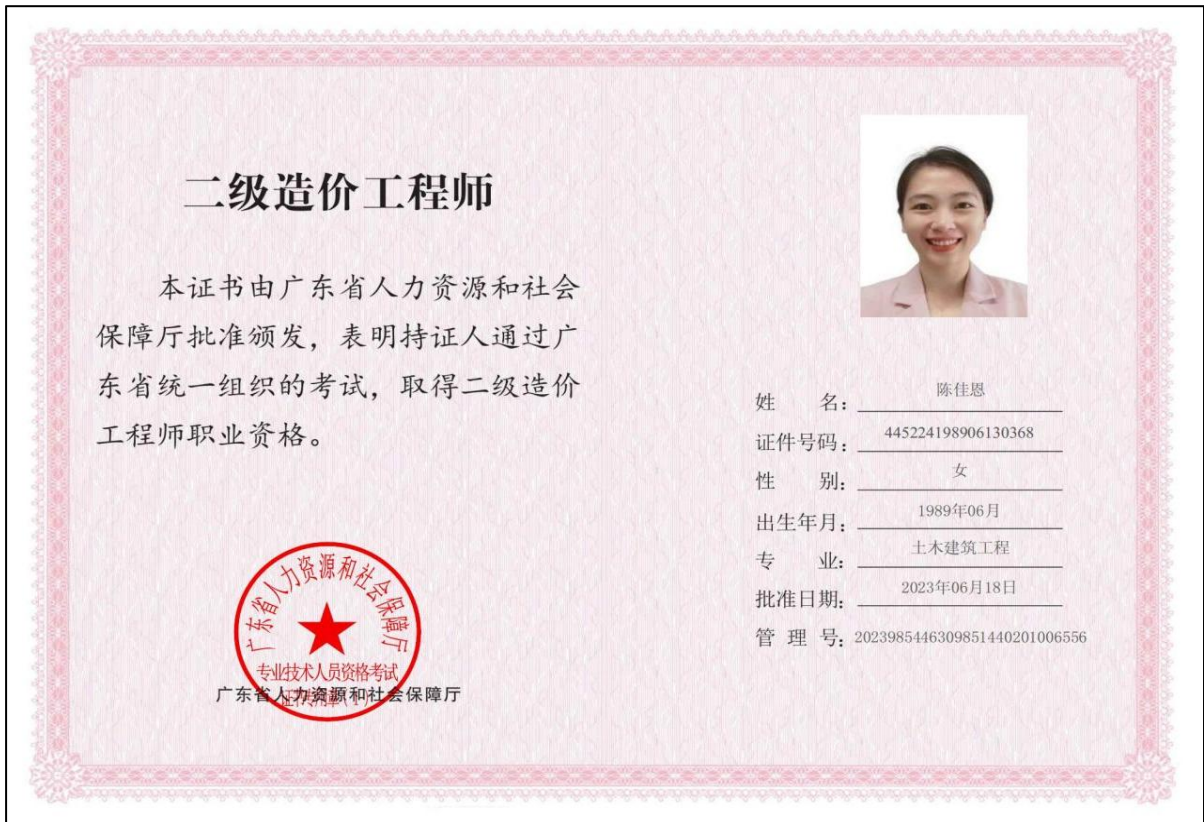 二级造价工程师
本证书由广东省人力资源和社会
保障厅批准颁发，表明持证人通过广
东省统一组织的考试，取得二级造价
工程师职业资格。
姓 名：陈佳恩
证件号码：445224198906130368
性 别：女
出生年月：1989年06月
专 业：土木建筑工程
批准日期：2023年06月18日
管 理 号：2023985446309851440201006556
广东省人力资源和社会保障厅
专业技术人员资格考试
证书专用章（1）
广东省人力资源和社会保障厅